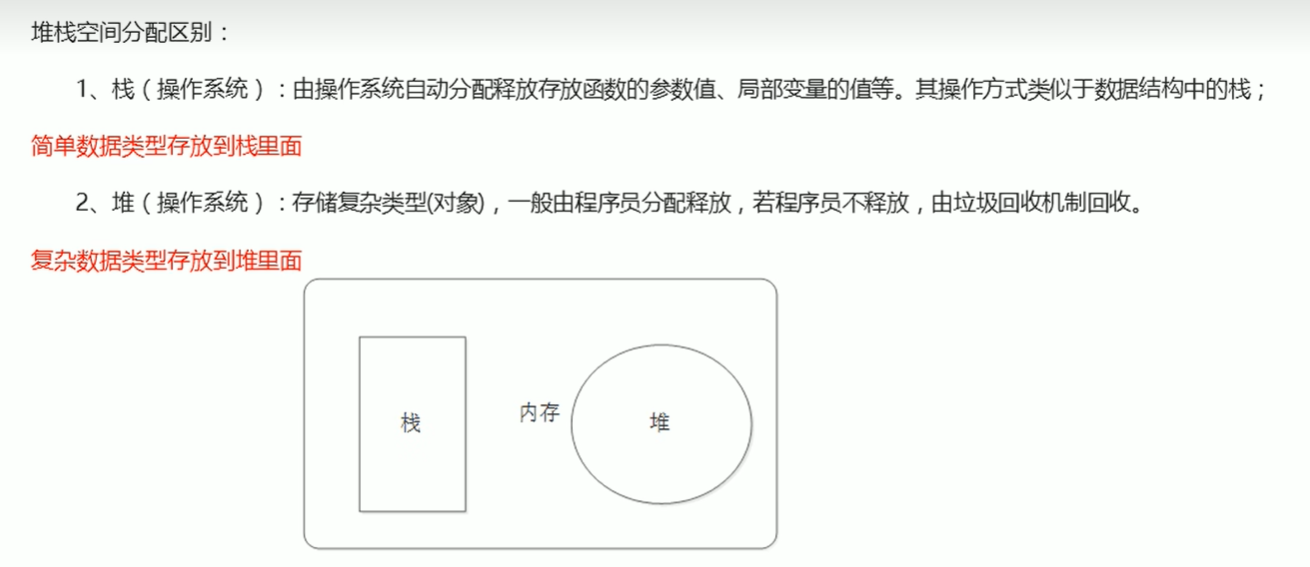 堆栈空间分配区别：
1、栈（操作系统）：由操作系统自动分配释放存放函数的参数值、局部变量的值等。其操作方式类似于数据结构中的栈；
简单数据类型存放到栈里面
2、堆（操作系统）：存储复杂类型(对象)，一般由程序员分配释放，若程序员不释放，由垃圾回收机制回收。
复杂数据类型存放到堆里面
栈
内存
堆